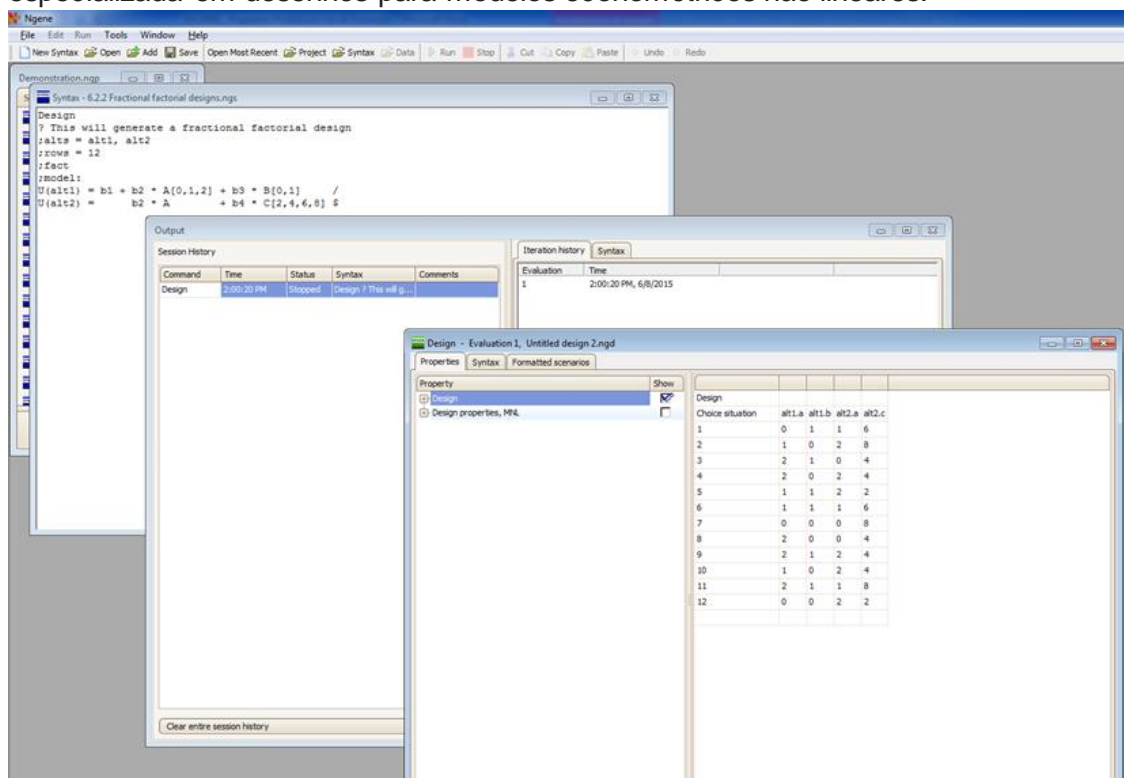 especializada em desenhos para modelos econométricos não lineares.
Ngene
File Edit Run Tools Window Help
New Syntax Open Add Save Open Most Recent Project Syntax Data Run Stop Cut Copy Paste Undo Redo
Demonstration.ngp
Syntax - 6.2.2 Fractional factorial designs.ngs
Design
? This will generate a fractional factorial design
;alts = alt1, alt2
;rows = 12
;fact
;model:
U(alt1) = b1 + b2 * A[0,1,2] + b3 * B[0,1] /
U(alt2) = b2 * A + b4 * C[2,4,6,8] $
Output
Session History
Command Time Status Syntax Comments
Design 2:00:20 PM Stopped Design ? This will g...
Clear entire session history
Iteration history Syntax
Evaluation Time
1 2:00:20 PM, 6/8/2015
Design - Evaluation 1, Untitled design 2.ngd
Properties Syntax Formatted scenarios
Property Show
Design
Design properties, MNL
Design
Choice situation alt1.a alt1.b alt2.a alt2.c
1 0 1 1 6
2 1 0 2 8
3 2 1 0 4
4 2 0 2 4
5 1 1 2 2
6 1 1 1 6
7 0 0 0 8
8 2 0 0 4
9 2 1 2 4
10 1 0 2 4
11 2 1 1 8
12 0 0 2 2